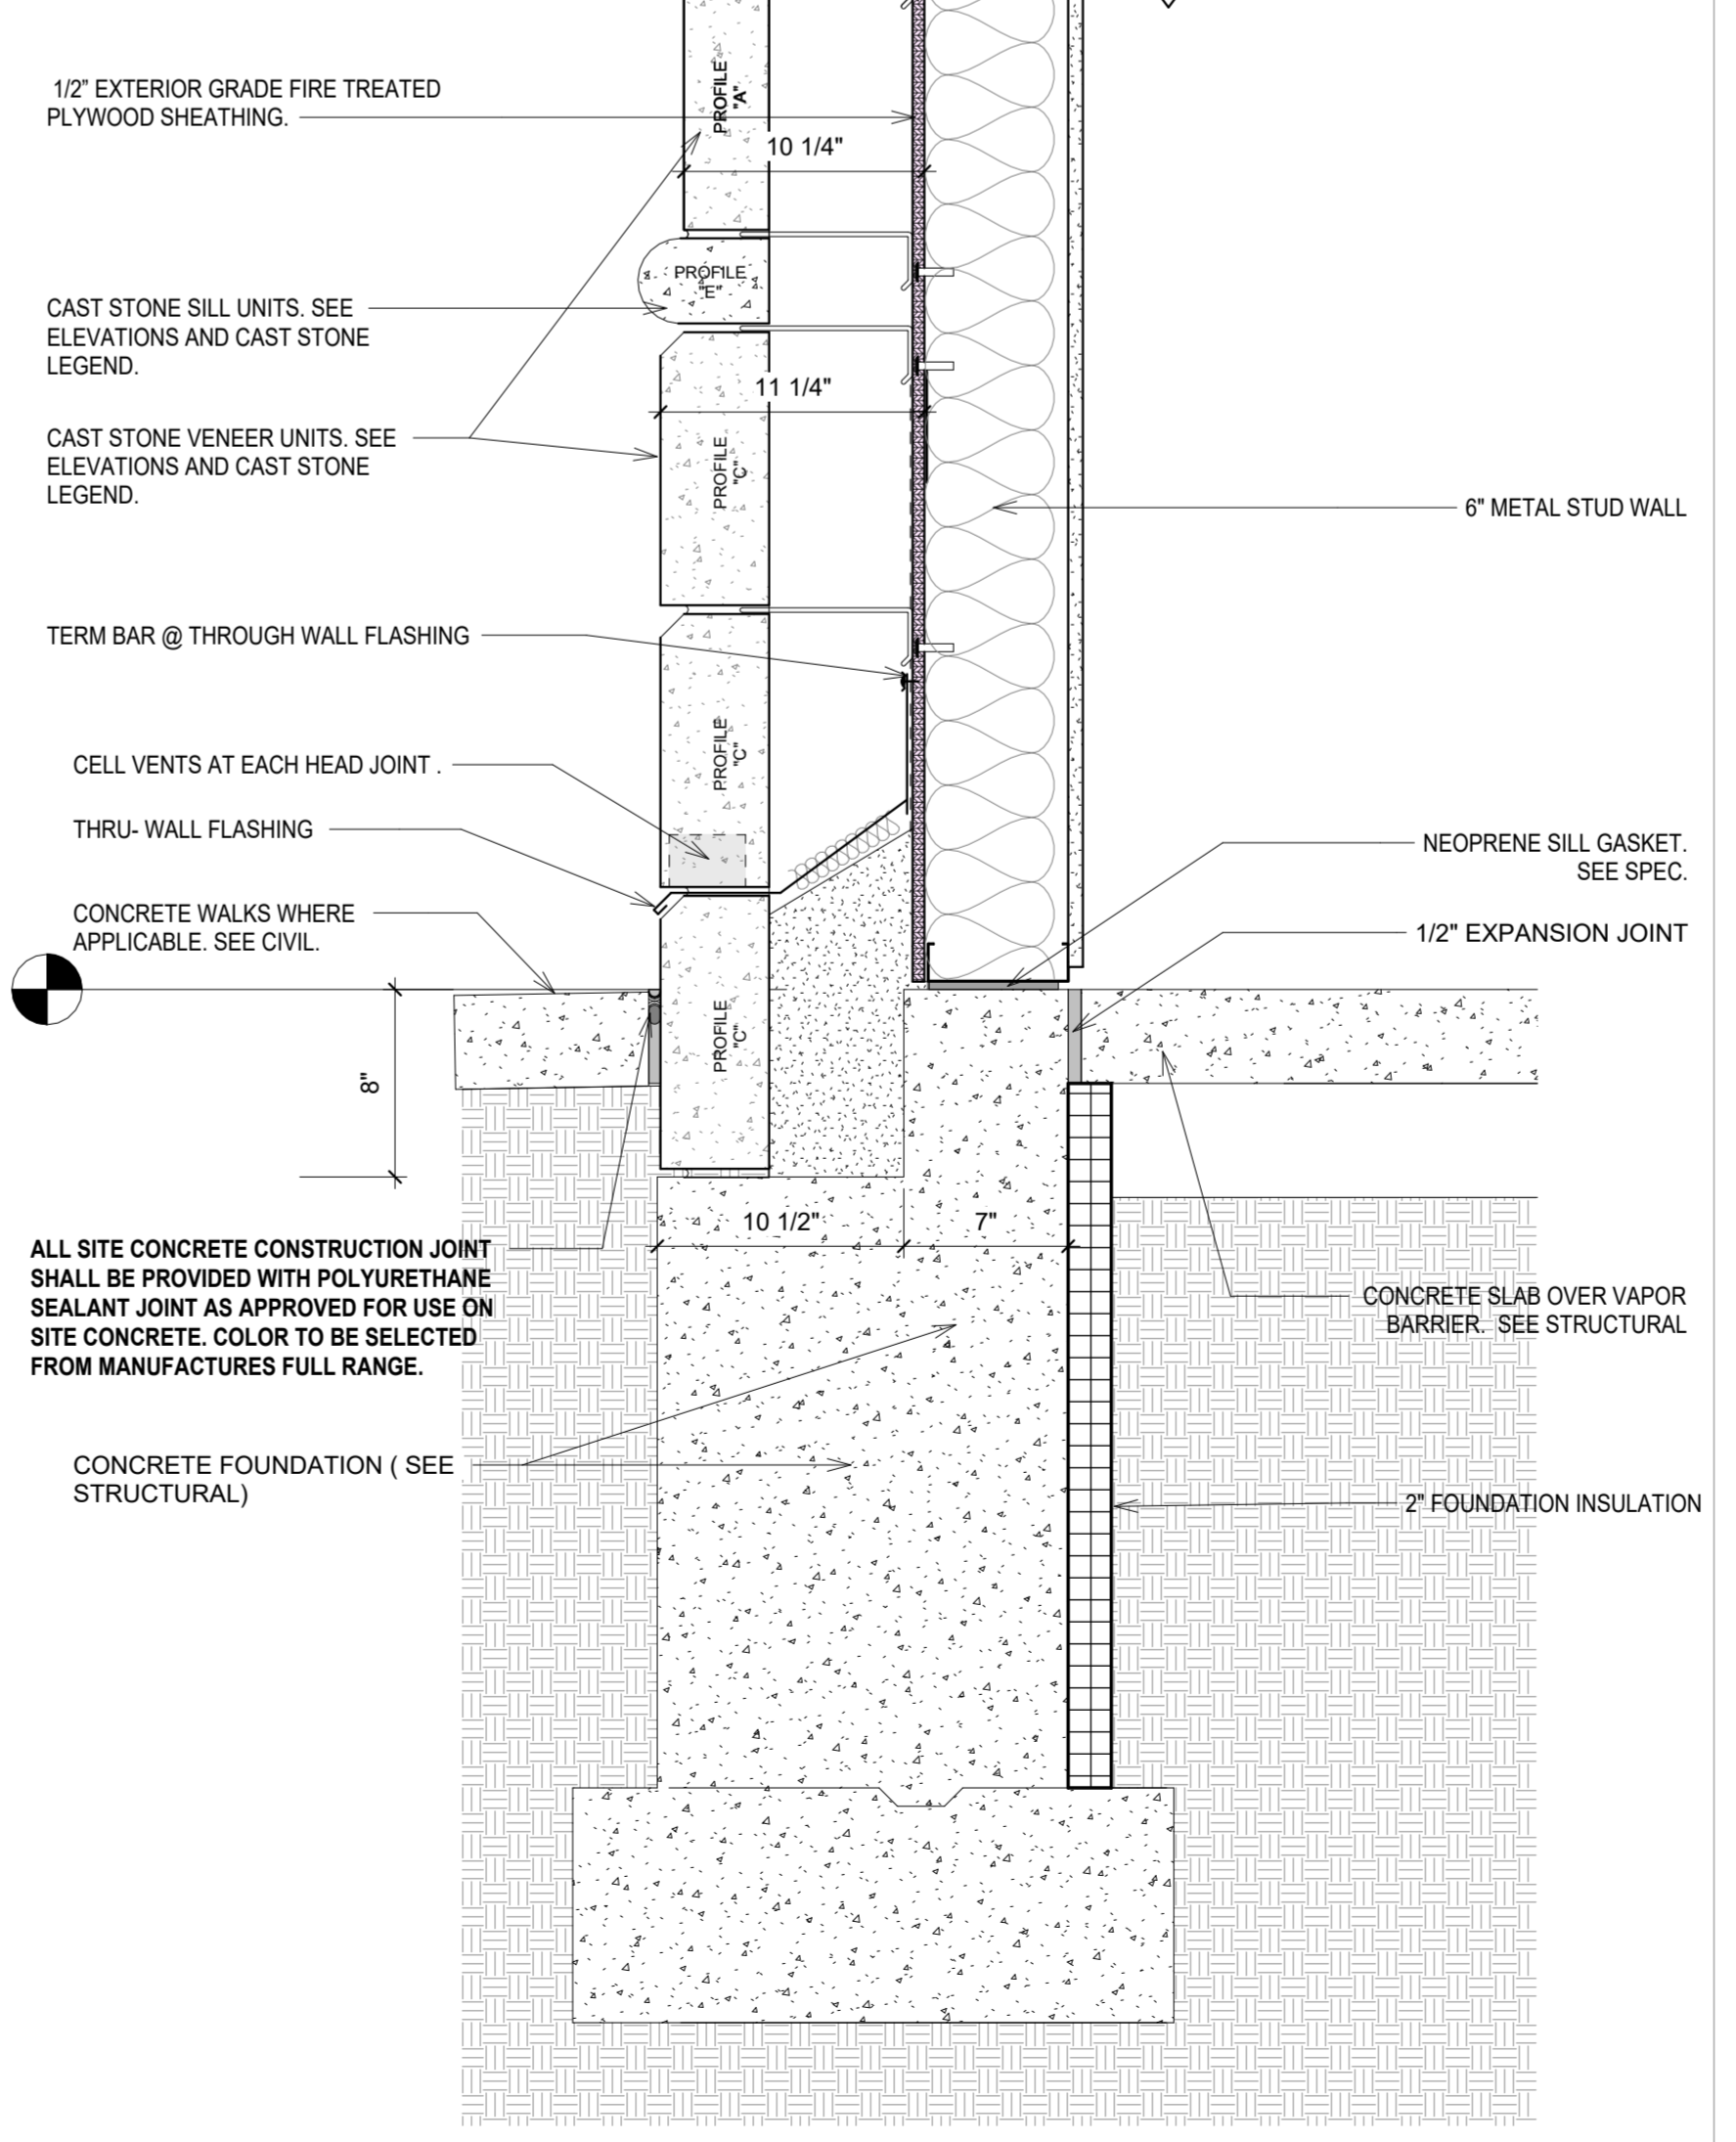 1/2" EXTERIOR GRADE FIRE TREATED
PLYWOOD SHEATHING.
PROFILE
"A"
10 1/4"
PROFILE
"E"
CAST STONE SILL UNITS. SEE
ELEVATIONS AND CAST STONE
LEGEND.
11 1/4"
CAST STONE VENEER UNITS. SEE
ELEVATIONS AND CAST STONE
LEGEND.
PROFILE
"C"
6" METAL STUD WALL
TERM BAR @ THROUGH WALL FLASHING
PROFILE
"C"
CELL VENTS AT EACH HEAD JOINT .
THRU- WALL FLASHING
NEOPRENE SILL GASKET.
SEE SPEC.
CONCRETE WALKS WHERE
APPLICABLE. SEE CIVIL.
1/2" EXPANSION JOINT
PROFILE
"C"
8"
10 1/2"
7"
ALL SITE CONCRETE CONSTRUCTION JOINT
SHALL BE PROVIDED WITH POLYURETHANE
SEALANT JOINT AS APPROVED FOR USE ON
SITE CONCRETE. COLOR TO BE SELECTED
FROM MANUFACTURES FULL RANGE.
CONCRETE SLAB OVER VAPOR
BARRIER. SEE STRUCTURAL
CONCRETE FOUNDATION ( SEE
STRUCTURAL)
2" FOUNDATION INSULATION